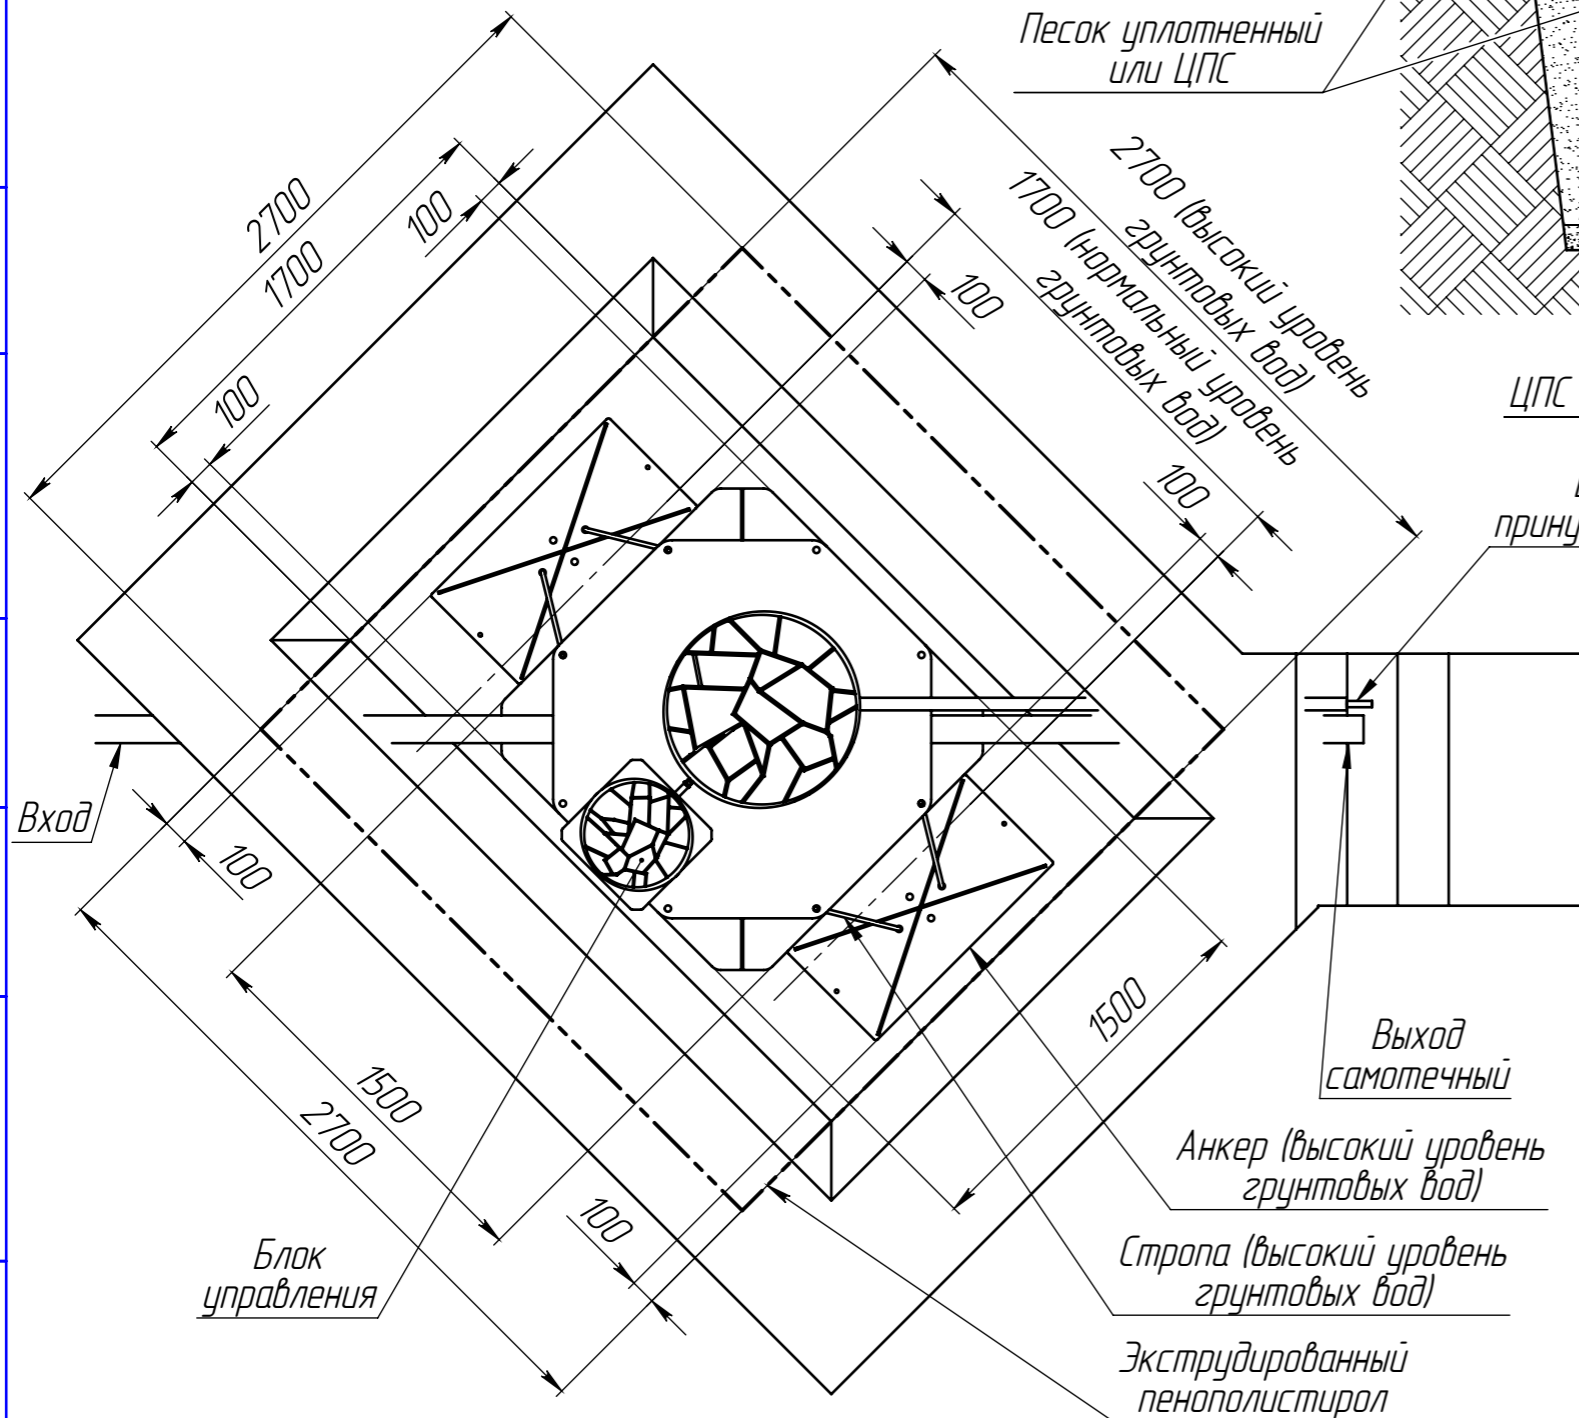 Песок уплотненный
или ЦПС
2700
1700
100
100
2700 (высокий уровень
грунтовых вод)
1700 (нормальный уровень
грунтовых вод)
100
100
ЦПС
прину
Вход
100
1500
2700
100
1500
Выход
самотечный
Анкер (высокий уровень
грунтовых вод)
Стропа (высокий уровень
грунтовых вод)
Блок
управления
Экструдированный
пенополистирол